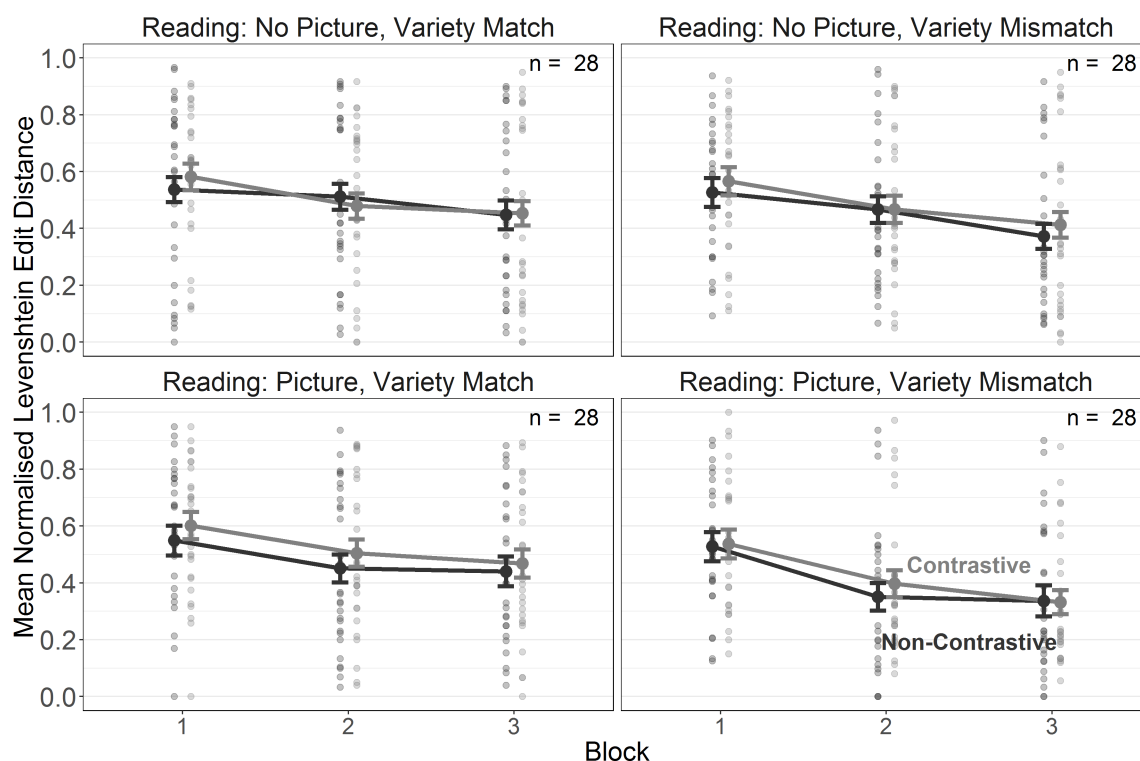 Reading: No Picture, Variety Match
Reading: No Picture, Variety Mismatch
n = 28
n = 28
1.0
0.8
0.6
0.4
0.2
0.0
Reading: Picture, Variety Match
Reading: Picture, Variety Mismatch
n = 28
n = 28
1.0
0.8
0.6
0.4
0.2
0.0
Contrastive
Non-Contrastive
1 2 3
1 2 3
Block
Mean Normalised Levenshtein Edit Distance